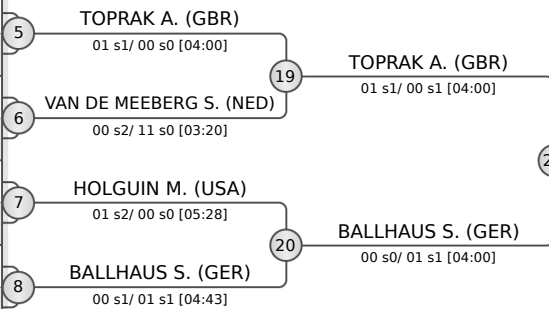 TOPRAK A. (GBR)
5
01 s1/ 00 s0 [04:00]
19
TOPRAK A. (GBR)
01 s1/ 00 s1 [04:00]
VAN DE MEEBERG S. (NED)
6
00 s2/ 11 s0 [03:20]
HOLGUIN M. (USA)
7
01 s2/ 00 s0 [05:28]
20
BALLHAUS S. (GER)
00 s0/ 01 s1 [04:00]
BALLHAUS S. (GER)
8
00 s1/ 01 s1 [04:43]